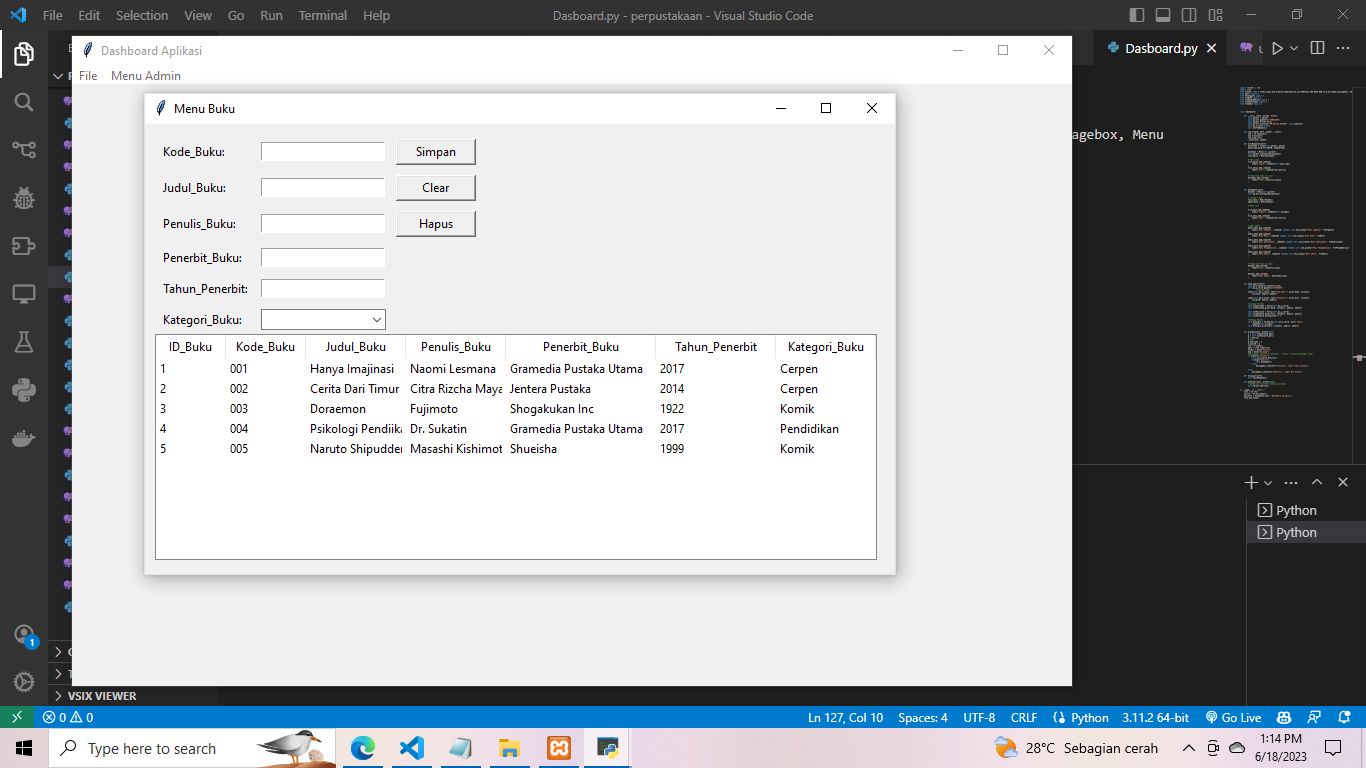 File Edit Selection View Go Run Terminal Help Dasboard.py - perpustakaan - Visual Studio Code
Dashboard Aplikasi
Dasboard.py
File Menu Admin
Menu Buku
agebox, Menu
Kode_Buku: Simpan
Judul_Buku: Clear
Penulis_Buku: Hapus
Penerbit_Buku:
Tahun_Penerbit:
Kategori_Buku:
ID_Buku Kode_Buku Judul_Buku Penulis_Buku Penerbit_Buku Tahun_Penerbit Kategori_Buku
1 001 Hanya Imajinasi Naomi Lesmana Gramedia Pustaka Utama 2017 Cerpen
2 002 Cerita Dari Timur Citra Rizcha Maya Jentera Pustaka 2014 Cerpen
3 003 Doraemon Fujimoto Shogakukan Inc 1922 Komik
4 004 Psikologi Pendiika Dr. Sukatin Gramedia Pustaka Utama 2017 Pendidikan
5 005 Naruto Shipudden Masashi Kishimot Shueisha 1999 Komik
Python
Python
VSIX VIEWER
1
0 0 Ln 127, Col 10 Spaces: 4 UTF-8 CRLF Python 3.11.2 64-bit Go Live
Type here to search 28°C Sebagian cerah 1:14 PM
6/18/2023